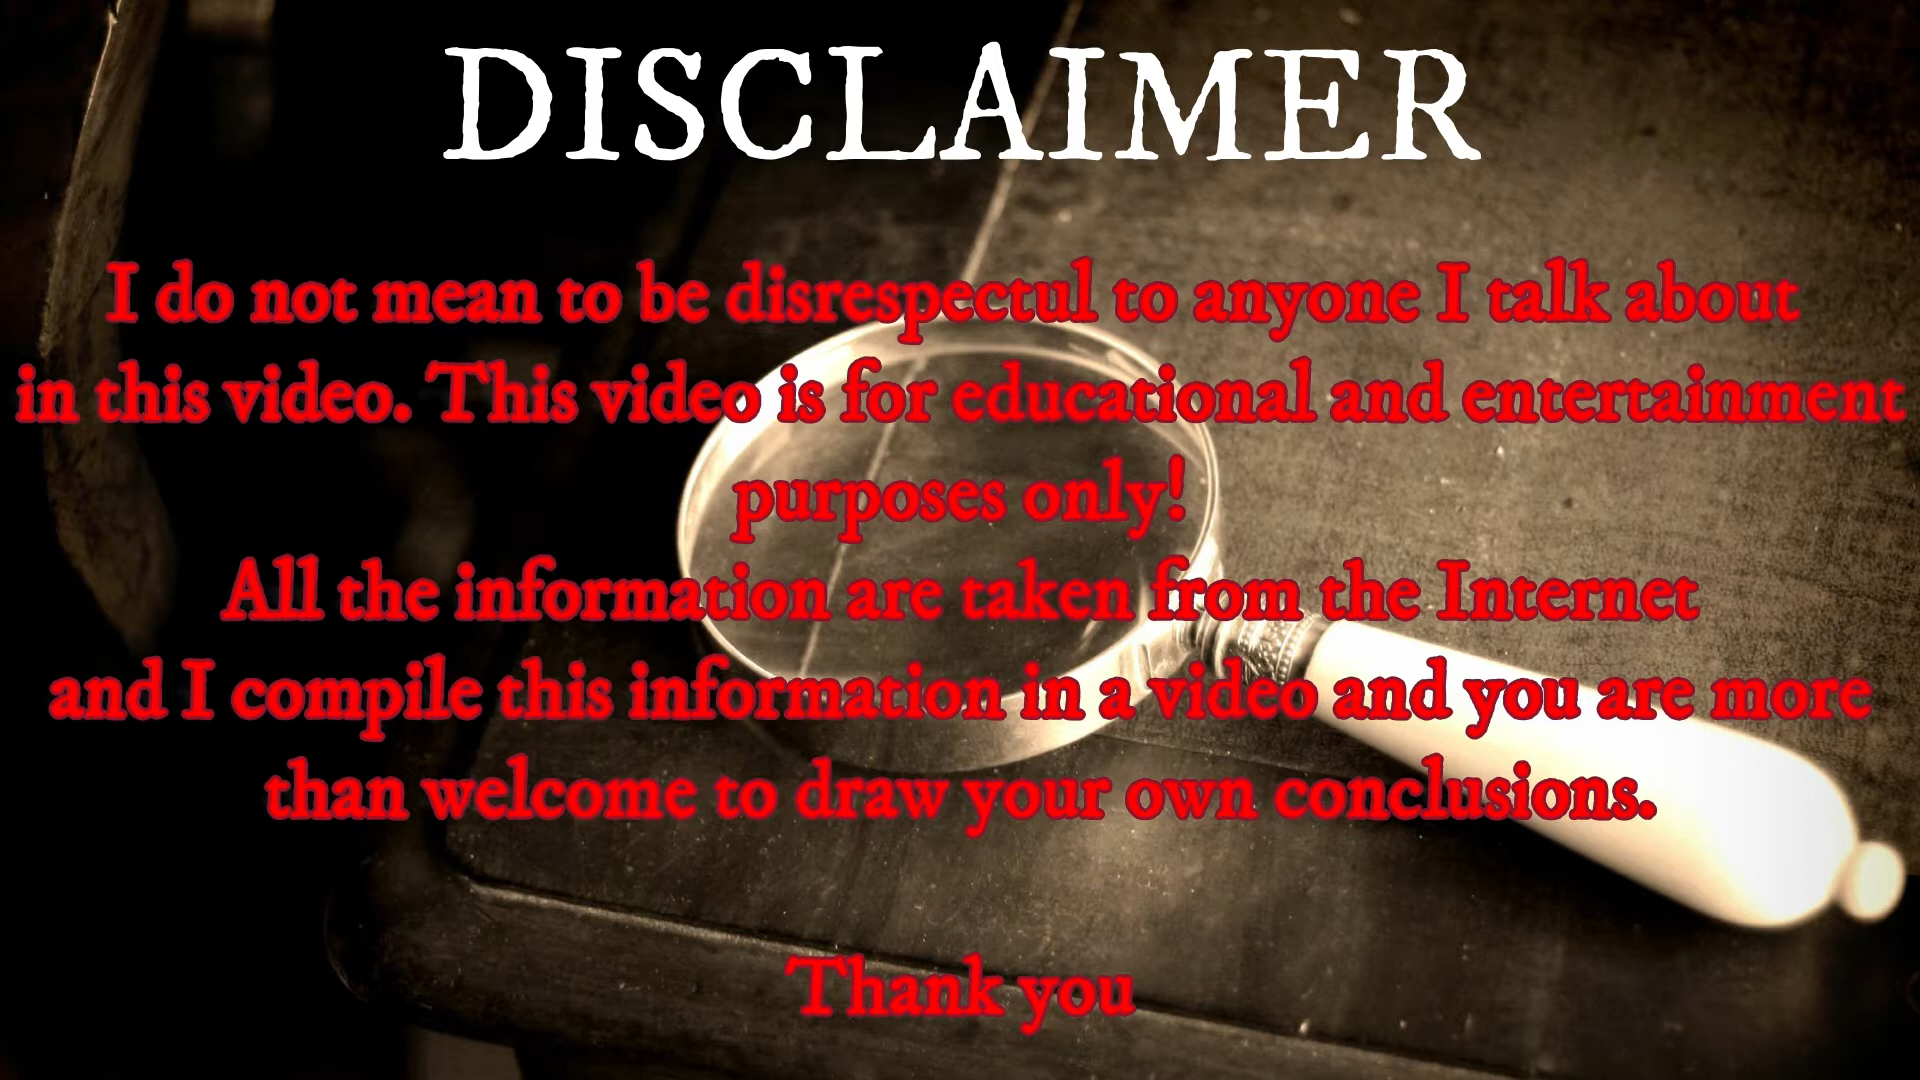 DISCLAIMER
I do not mean to be disrespectul to anyone I talk about
in this video. This video is for educational and entertainment
purposes only!
All the information are taken from the Internet
and I compile this information in a video and you are more
than welcome to draw your own conclusions.
Thank you